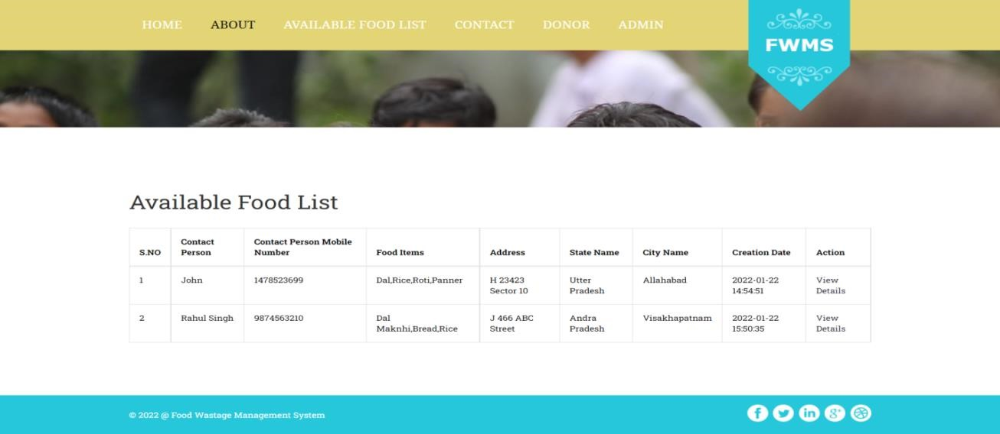 HOME ABOUT AVAILABLE FOOD LIST CONTACT DONOR ADMIN
FWMS
Available Food List
S.NO Contact Person Contact Person Mobile Number Food Items Address State Name City Name Creation Date Action
1 John 1478523699 Dal,Rice,Roti,Panner H 23423 Sector 10 Utter Pradesh Allahabad 2022-01-22 14:54:51 View Details
2 Rahul Singh 9874563210 Dal Maknhi,Bread,Rice J 466 ABC Street Andra Pradesh Visakhapatnam 2022-01-22 15:50:35 View Details
© 2022 @ Food Wastage Management System